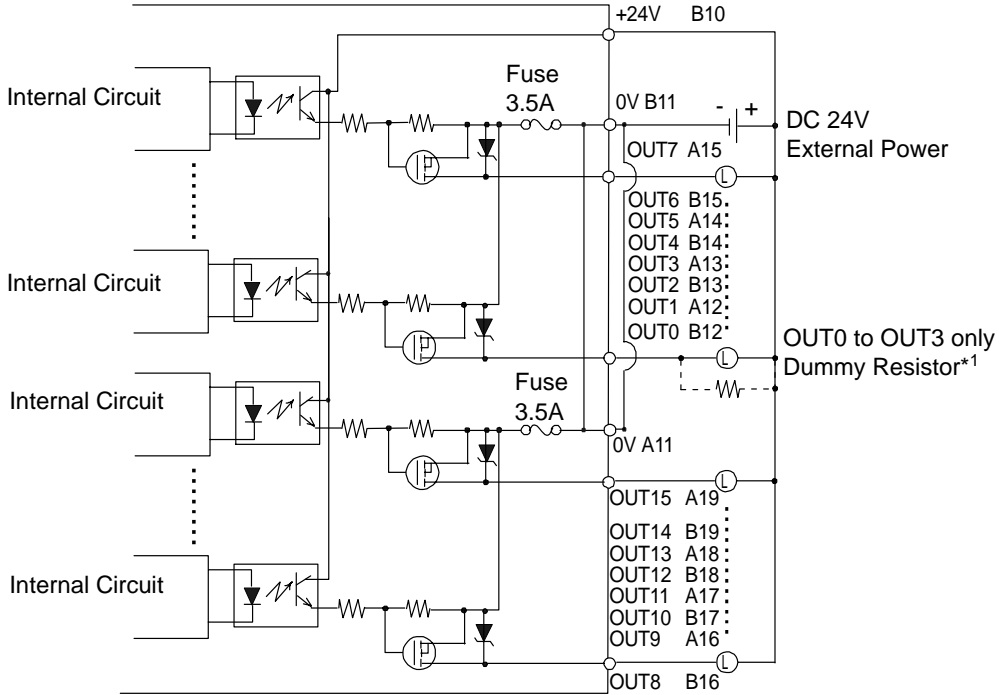 +24V B10
Internal Circuit
Fuse
3.5A
0V B11
- +
DC 24V
External Power
OUT7 A15
L
OUT6 B15
OUT5 A14
OUT4 B14
OUT3 A13
OUT2 B13
OUT1 A12
OUT0 B12
Internal Circuit
L
OUT0 to OUT3 only
Dummy Resistor*1
Internal Circuit
Fuse
3.5A
0V A11
L
OUT15 A19
OUT14 B19
OUT13 A18
OUT12 B18
OUT11 A17
OUT10 B17
OUT9 A16
Internal Circuit
L
OUT8 B16